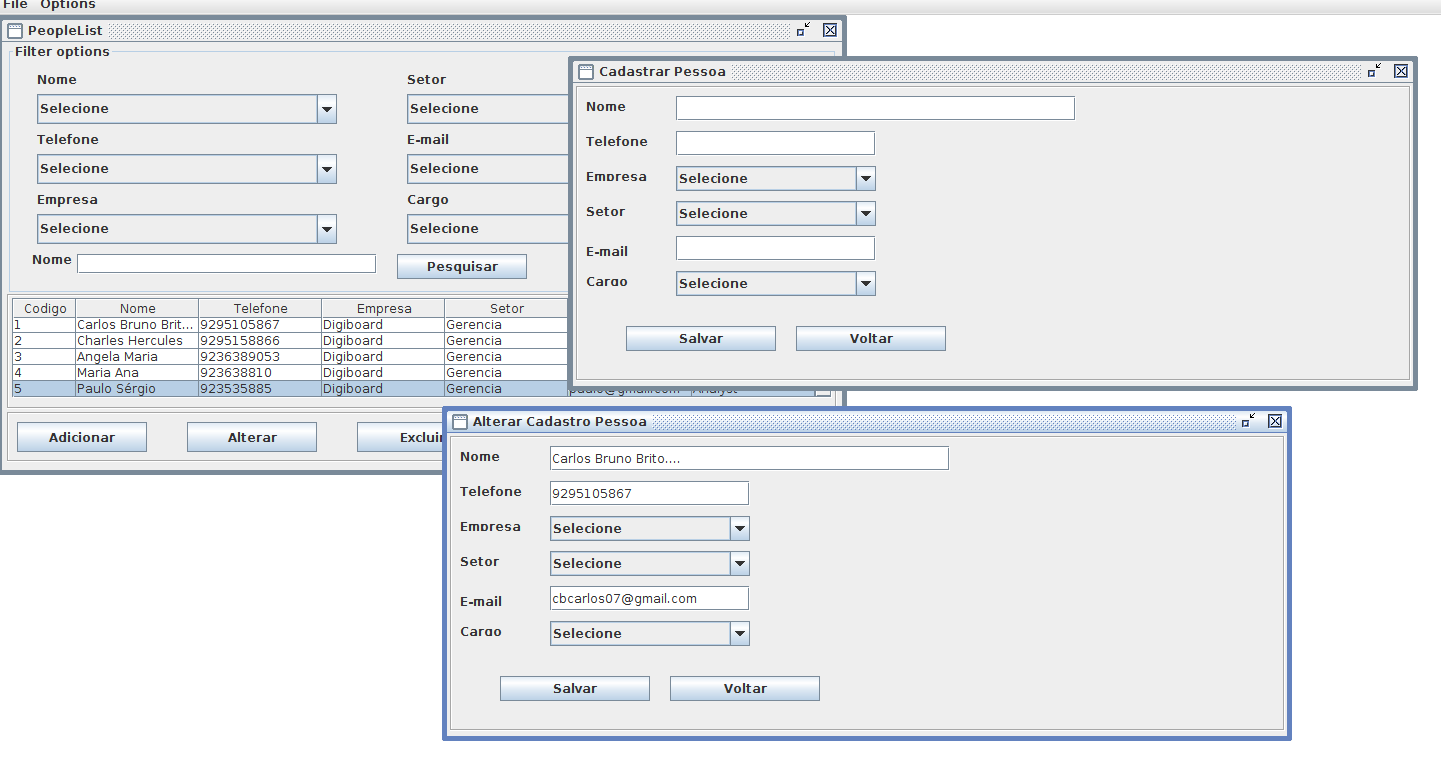 File Options
PeopleList
Filter options
Nome Setor
Selecione Selecione
Telefone E-mail
Selecione Selecione
Empresa Cargo
Selecione Selecione
Nome Pesquisar
Codigo Nome Telefone Empresa Setor
1 Carlos Bruno Brit... 9295105867 Digiboard Gerencia
2 Charles Hercules 9295158866 Digiboard Gerencia
3 Angela Maria 9236389053 Digiboard Gerencia
4 Maria Ana 923638810 Digiboard Gerencia
5 Paulo Sérgio 923535885 Digiboard Gerencia paulo@gmail.com Analyst
Adicionar Alterar Excluir
Cadastrar Pessoa
Nome
Telefone
Empresa Selecione
Setor Selecione
E-mail
Cargo Selecione
Salvar Voltar
Alterar Cadastro Pessoa
Nome Carlos Bruno Brito....
Telefone 9295105867
Empresa Selecione
Setor Selecione
E-mail cbcarlos07@gmail.com
Cargo Selecione
Salvar Voltar